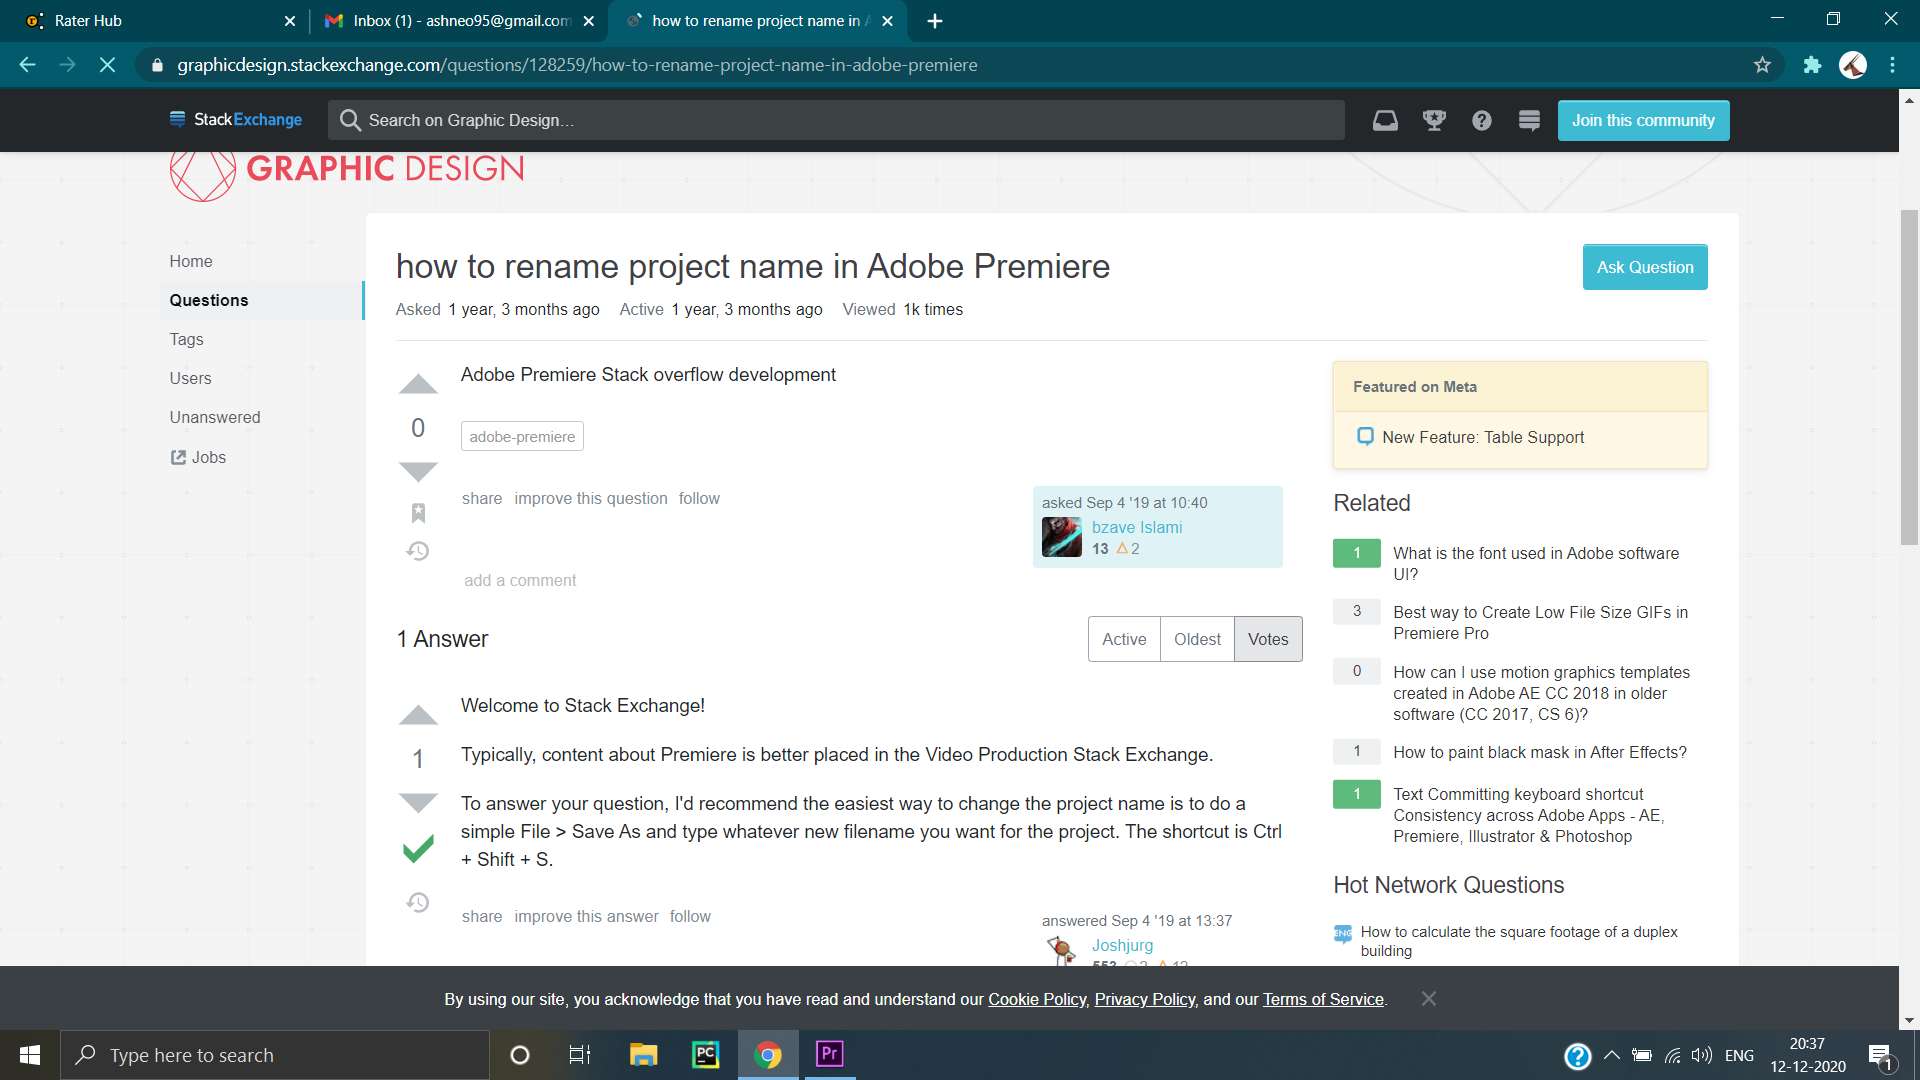 Rater Hub
Inbox (1) - ashneo95@gmail.com
how to rename project name in A
graphicdesign.stackexchange.com/questions/128259/how-to-rename-project-name-in-adobe-premiere
StackExchange
Search on Graphic Design...
Join this community
GRAPHIC DESIGN
Home
Questions
Tags
Users
Unanswered
Jobs
how to rename project name in Adobe Premiere
Ask Question
Asked 1 year, 3 months ago Active 1 year, 3 months ago Viewed 1k times
0
Adobe Premiere Stack overflow development
adobe-premiere
share improve this question follow
asked Sep 4 '19 at 10:40
bzave Islami
13 2
add a comment
1 Answer
Active Oldest Votes
1
Welcome to Stack Exchange!
Typically, content about Premiere is better placed in the Video Production Stack Exchange.
To answer your question, I'd recommend the easiest way to change the project name is to do a
simple File > Save As and type whatever new filename you want for the project. The shortcut is Ctrl
+ Shift + S.
share improve this answer follow
answered Sep 4 '19 at 13:37
Joshjurg
Featured on Meta
New Feature: Table Support
Related
1 What is the font used in Adobe software
UI?
3 Best way to Create Low File Size GIFs in
Premiere Pro
0 How can I use motion graphics templates
created in Adobe AE CC 2018 in older
software (CC 2017, CS 6)?
1 How to paint black mask in After Effects?
1 Text Committing keyboard shortcut
Consistency across Adobe Apps - AE,
Premiere, Illustrator & Photoshop
Hot Network Questions
ENG How to calculate the square footage of a duplex
building
By using our site, you acknowledge that you have read and understand our Cookie Policy, Privacy Policy, and our Terms of Service.
Type here to search
PC
Pr
ENG
20:37
12-12-2020
1